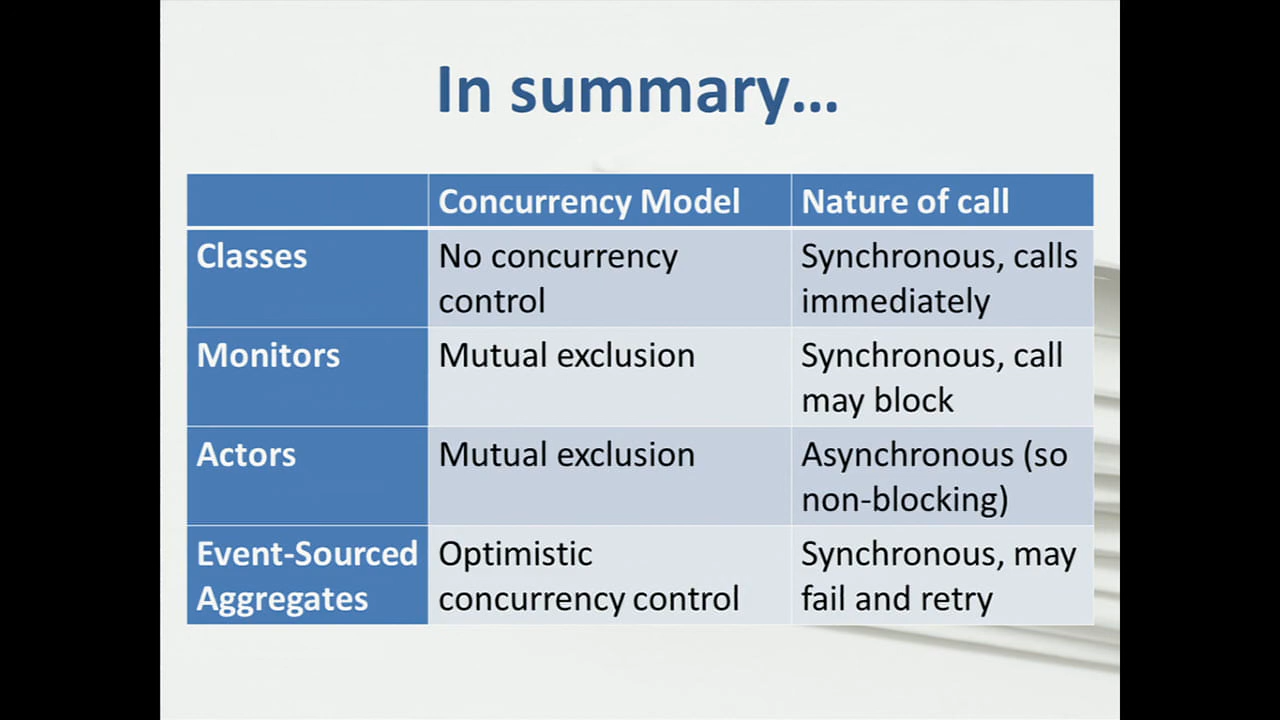 In summary…
Concurrency Model
Nature of call
Classes
No concurrency
control
Synchronous, calls
immediately
Monitors
Mutual exclusion
Synchronous, call
may block
Actors
Mutual exclusion
Asynchronous (so
non-blocking)
Event-Sourced
Aggregates
Optimistic
concurrency control
Synchronous, may
fail and retry